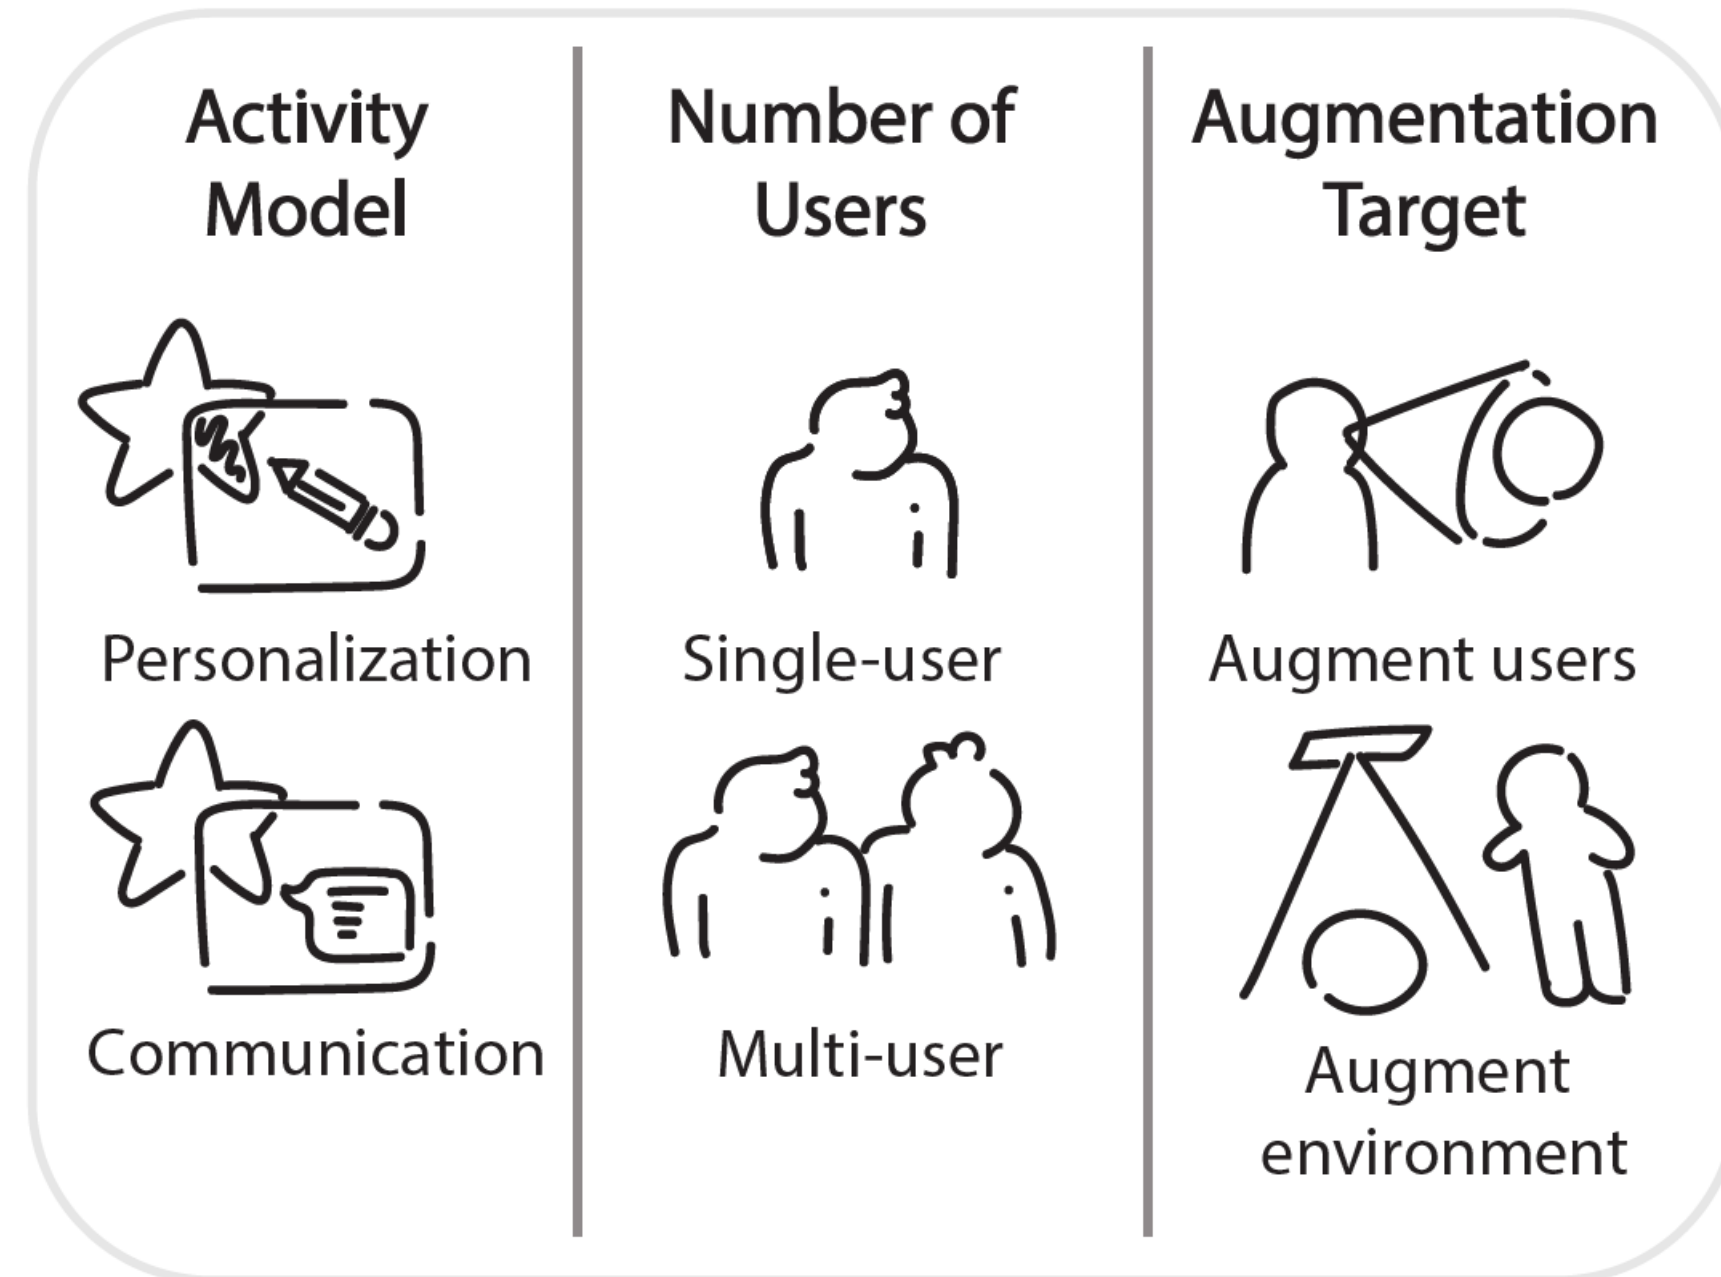 Activity
Model
Personalization
Communication
Number of
Users
Single-user
Multi-user
Augmentation
Target
Augment users
Augment
environment